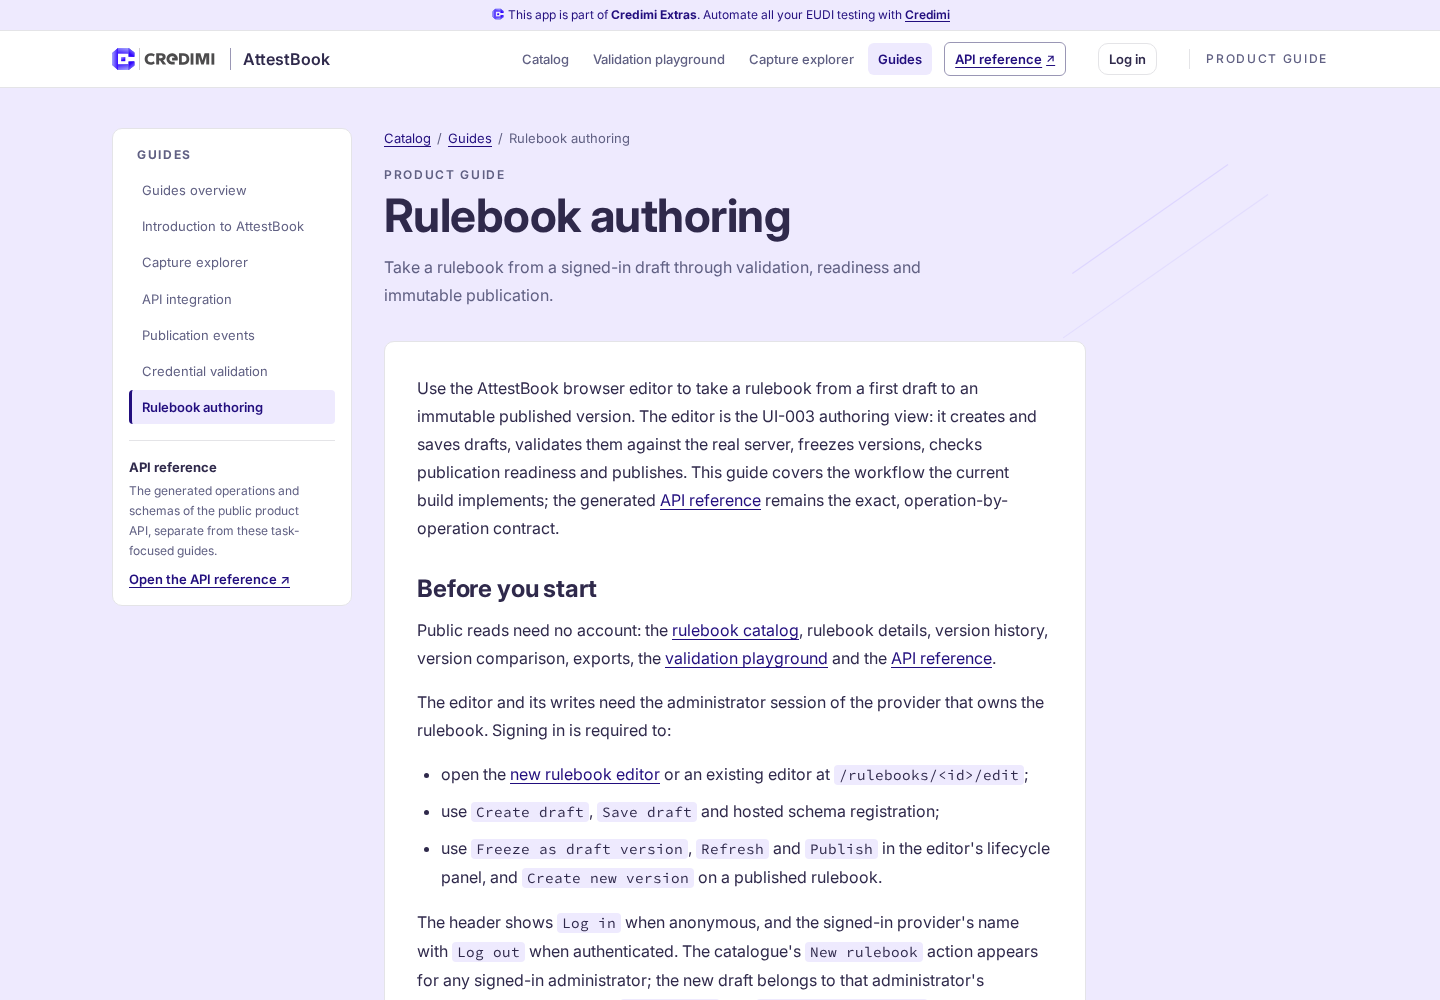 This app is part of Credimi Extras. Automate all your EUDI testing with Credimi
CREDIMI
AttestBook
Catalog
Validation playground
Capture explorer
Guides
API reference ↗
Log in
PRODUCT GUIDE
GUIDES
Guides overview
Introduction to AttestBook
Capture explorer
API integration
Publication events
Credential validation
Rulebook authoring
API reference
The generated operations and
schemas of the public product
API, separate from these task-
focused guides.
Open the API reference ↗
Catalog / Guides / Rulebook authoring
PRODUCT GUIDE
Rulebook authoring
Take a rulebook from a signed-in draft through validation, readiness and
immutable publication.
Use the AttestBook browser editor to take a rulebook from a first draft to an
immutable published version. The editor is the UI-003 authoring view: it creates and
saves drafts, validates them against the real server, freezes versions, checks
publication readiness and publishes. This guide covers the workflow the current
build implements; the generated API reference remains the exact, operation-by-
operation contract.
Before you start
Public reads need no account: the rulebook catalog, rulebook details, version history,
version comparison, exports, the validation playground and the API reference.
The editor and its writes need the administrator session of the provider that owns the
rulebook. Signing in is required to:
• open the new rulebook editor or an existing editor at /rulebooks/<id>/edit;
• use Create draft, Save draft and hosted schema registration;
• use Freeze as draft version, Refresh and Publish in the editor's lifecycle
panel, and Create new version on a published rulebook.
The header shows Log in when anonymous, and the signed-in provider's name
with Log out when authenticated. The catalogue's New rulebook action appears
for any signed-in administrator; the new draft belongs to that administrator's